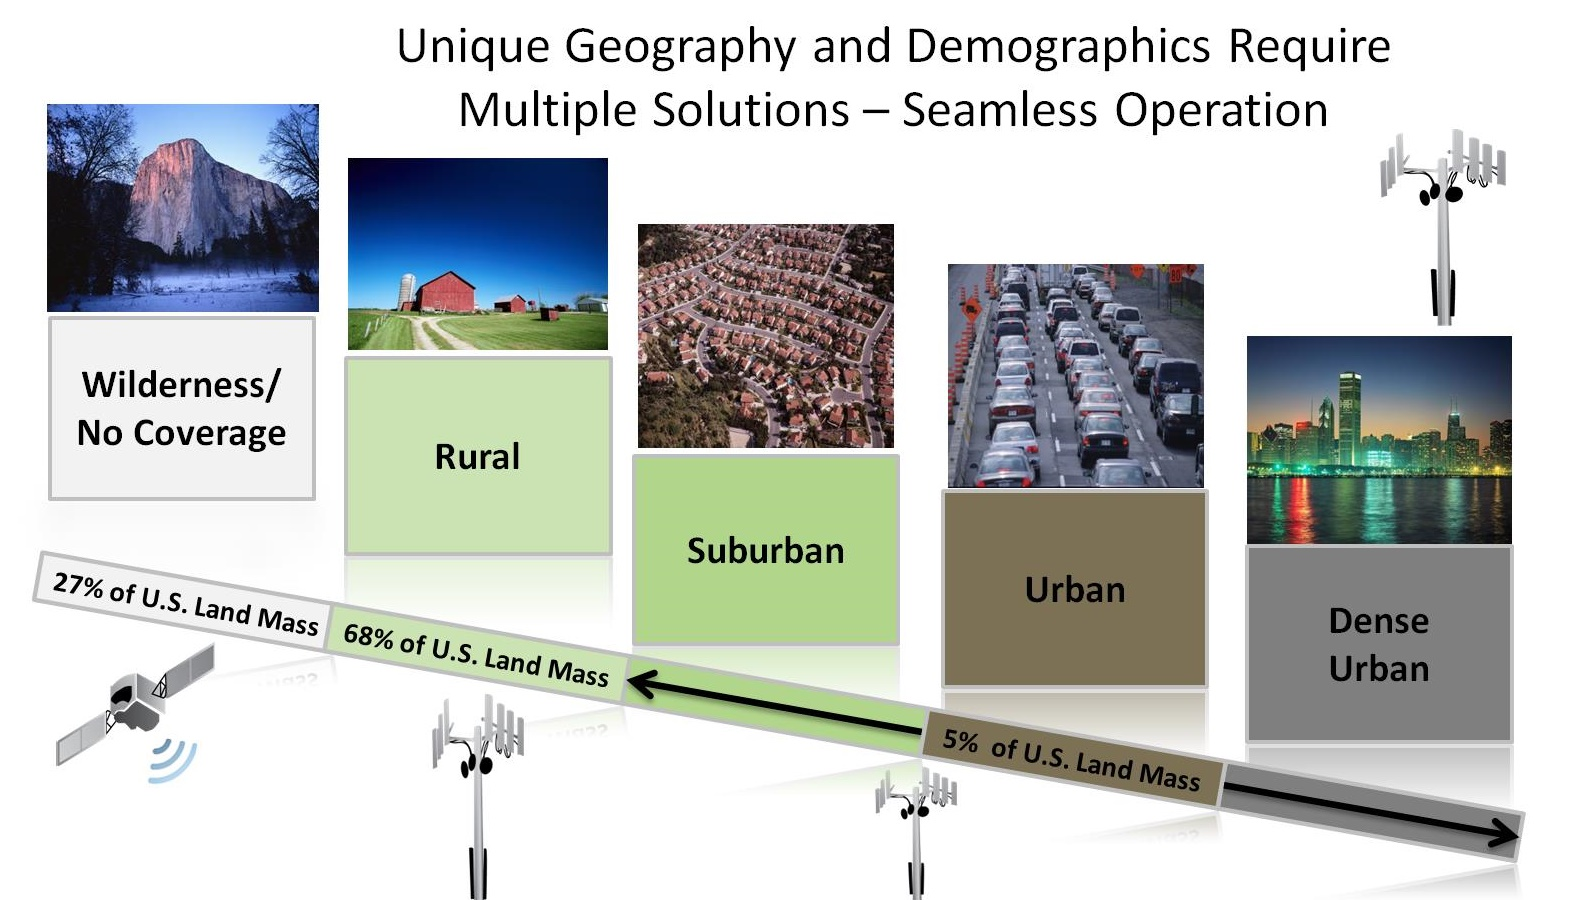 Unique Geography and Demographics Require
Multiple Solutions – Seamless Operation
Wilderness/
No Coverage
Rural
Suburban
Urban
Dense
Urban
27% of U.S. Land Mass
68% of U.S. Land Mass
5%  of U.S. Land Mass